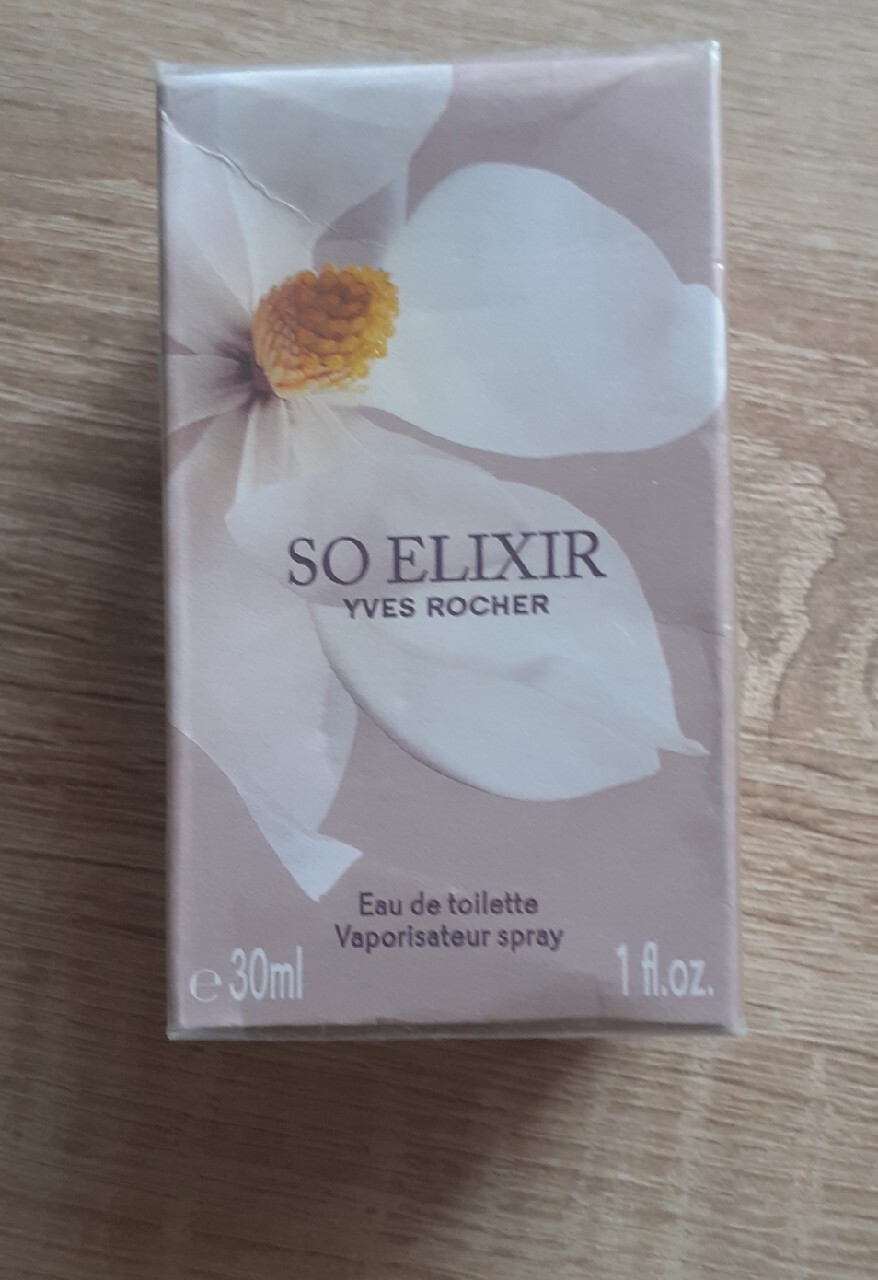 SO ELIXIR
YVES ROCHER
Eau de toilette
Vaporisateur spray
℮ 30ml
1 fl.oz.